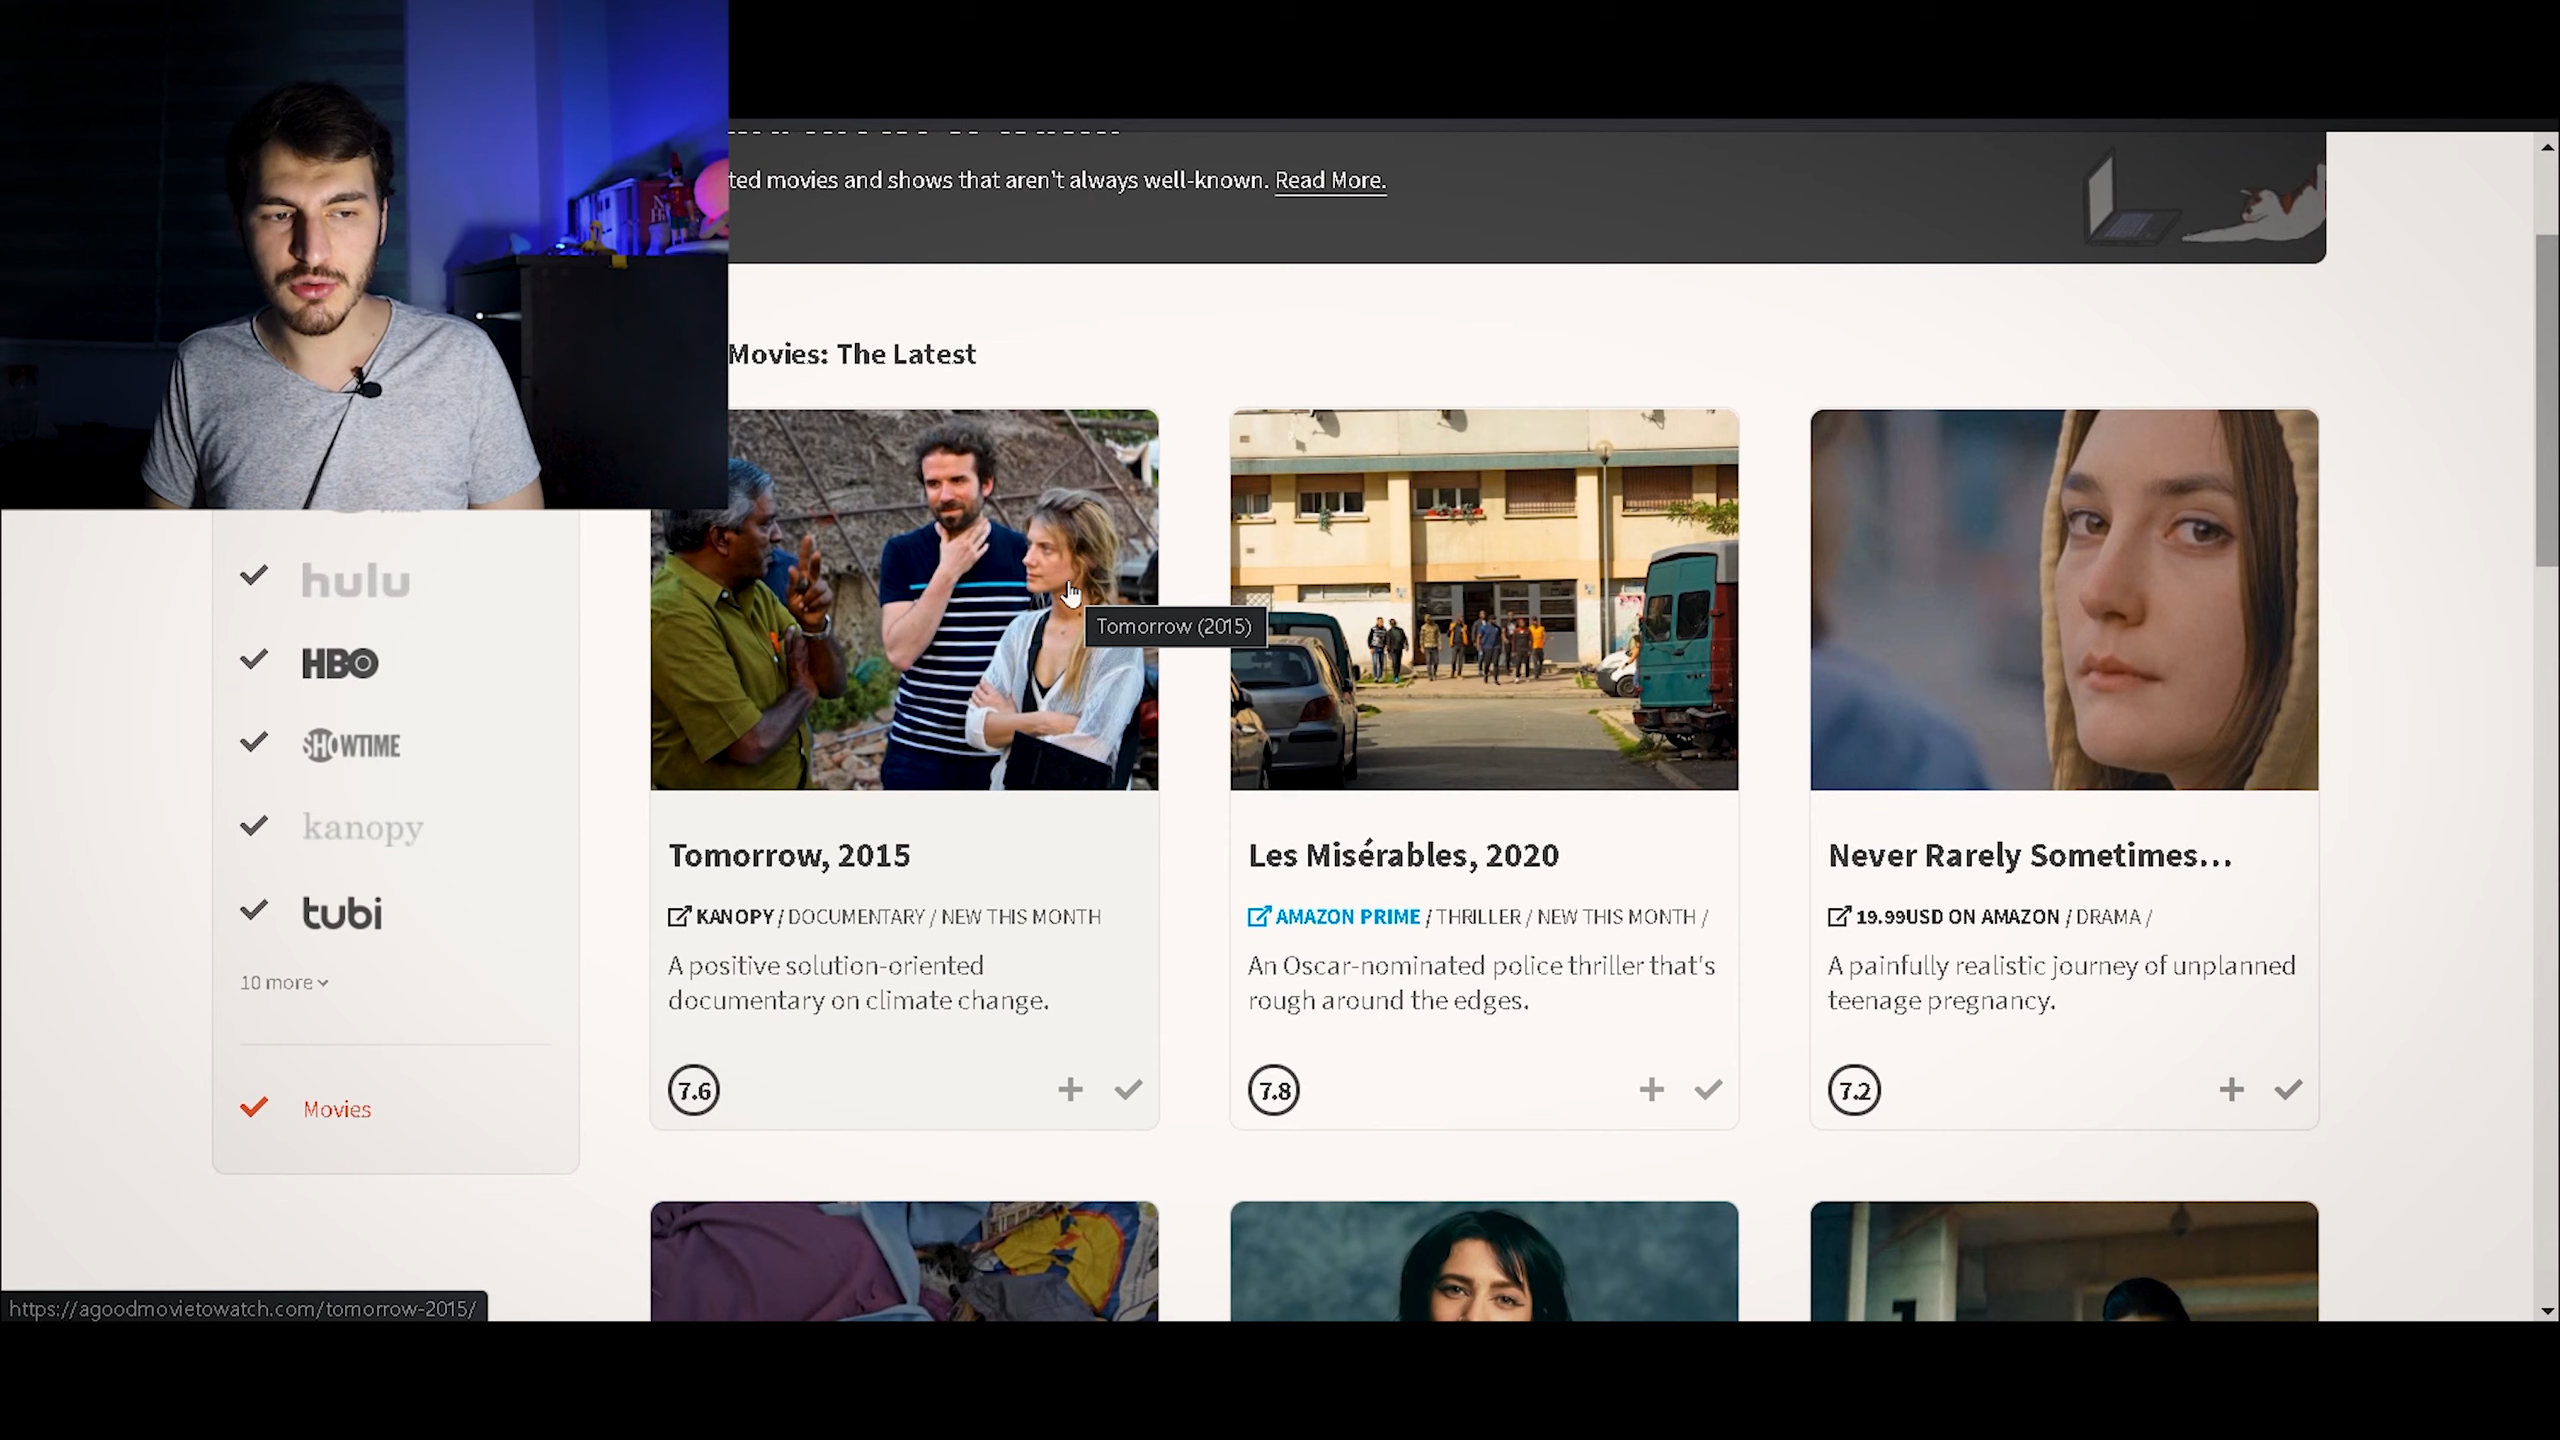 ted movies and shows that aren't always well-known. Read More.
Movies: The Latest
hulu
HBO
SHOWTIME
kanopy
tubi
10 more
Movies
Tomorrow (2015)
Tomorrow, 2015
KANOPY / DOCUMENTARY / NEW THIS MONTH
A positive solution-oriented
documentary on climate change.
7.6
Les Misérables, 2020
AMAZON PRIME / THRILLER / NEW THIS MONTH /
An Oscar-nominated police thriller that's
rough around the edges.
7.8
Never Rarely Sometimes...
19.99USD ON AMAZON / DRAMA /
A painfully realistic journey of unplanned
teenage pregnancy.
7.2
https://agoodmovietowatch.com/tomorrow-2015/